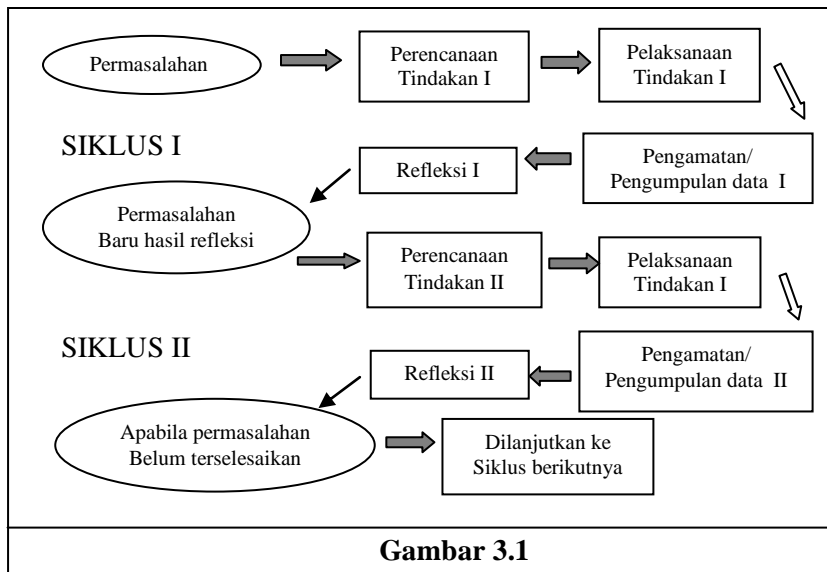 Permasalahan
Perencanaan
Tindakan I
Pelaksanaan
Tindakan I
SIKLUS I
Pengamatan/
Pengumpulan data I
Refleksi I
Permasalahan
Baru hasil refleksi
Perencanaan
Tindakan II
Pelaksanaan
Tindakan I
SIKLUS II
Pengamatan/
Pengumpulan data II
Refleksi II
Apabila permasalahan
Belum terselesaikan
Dilanjutkan ke
Siklus berikutnya
Gambar 3.1